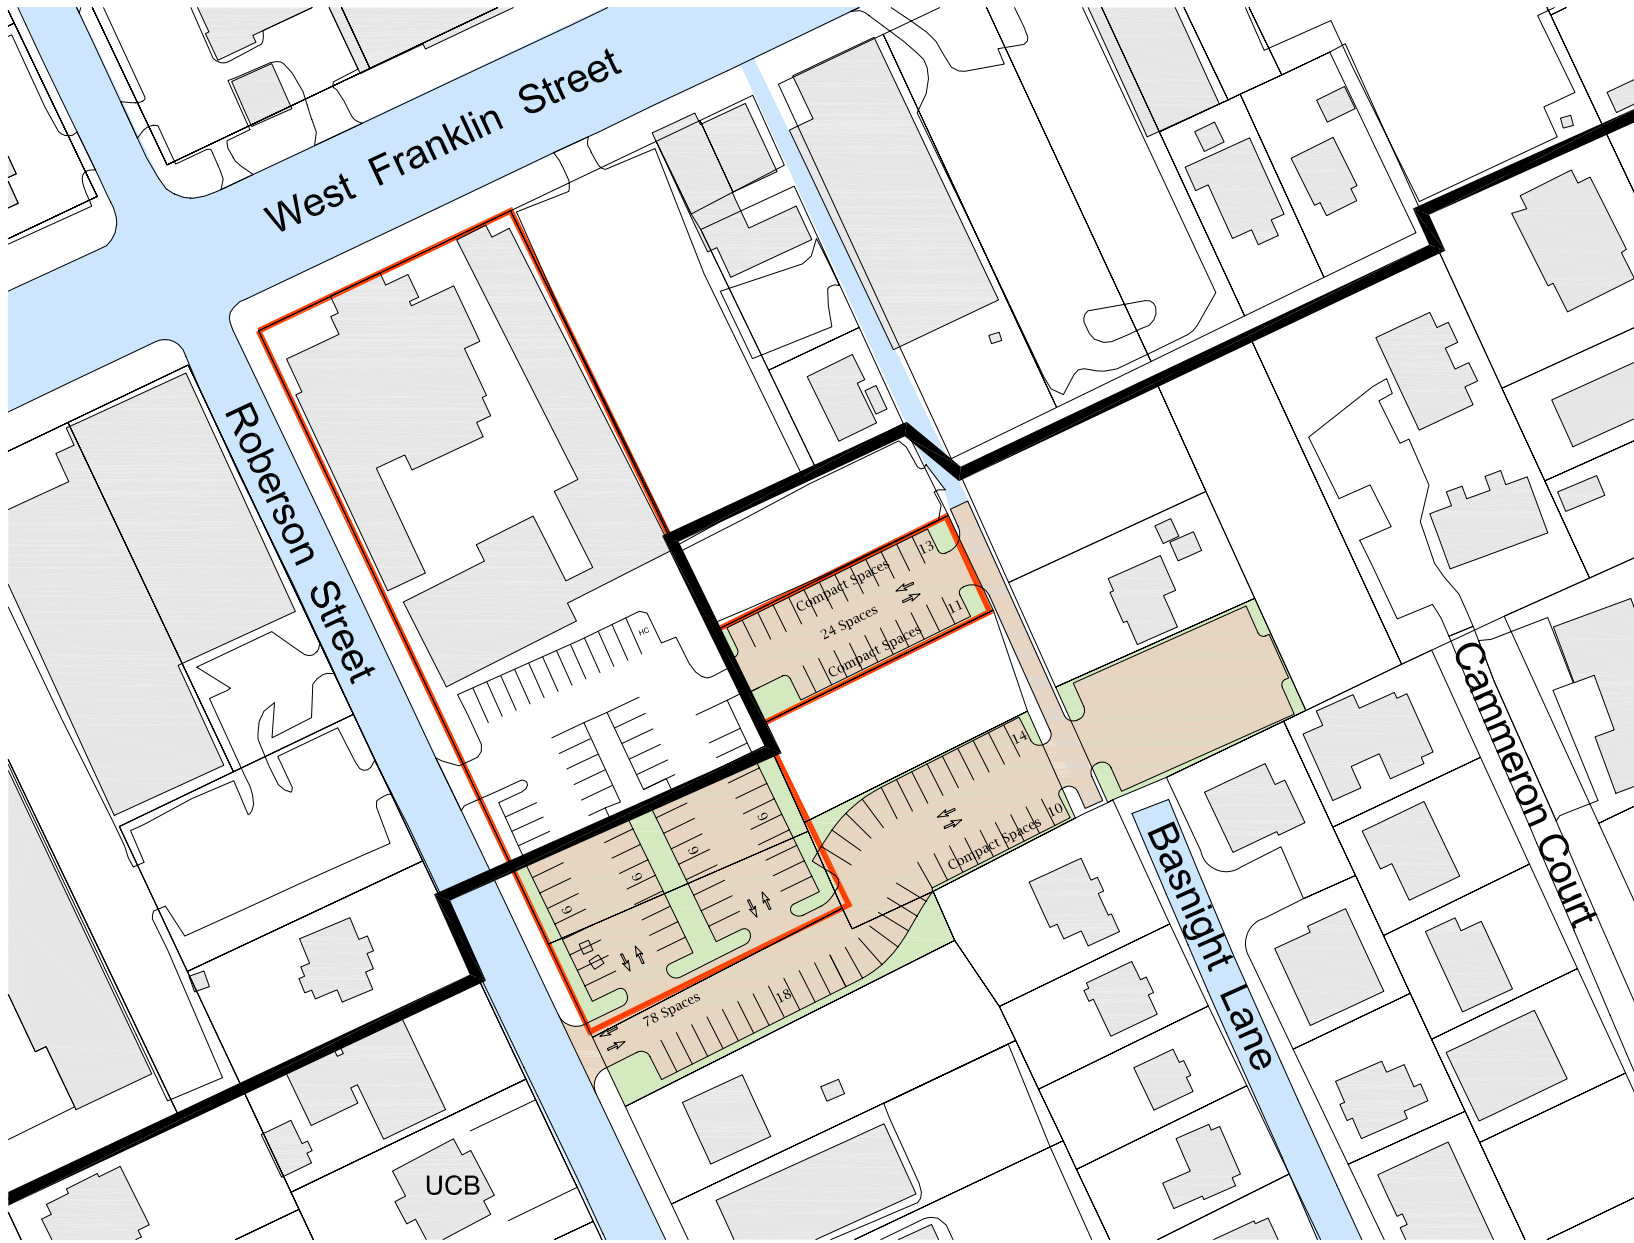 West Franklin Street
Roberson Street
13
Compact Spaces
24 Spaces
11
Compact Spaces
HC
Cammeron Court
14
10
Compact Spaces
9
9
9
9
Basnight Lane
18
78 Spaces
UCB